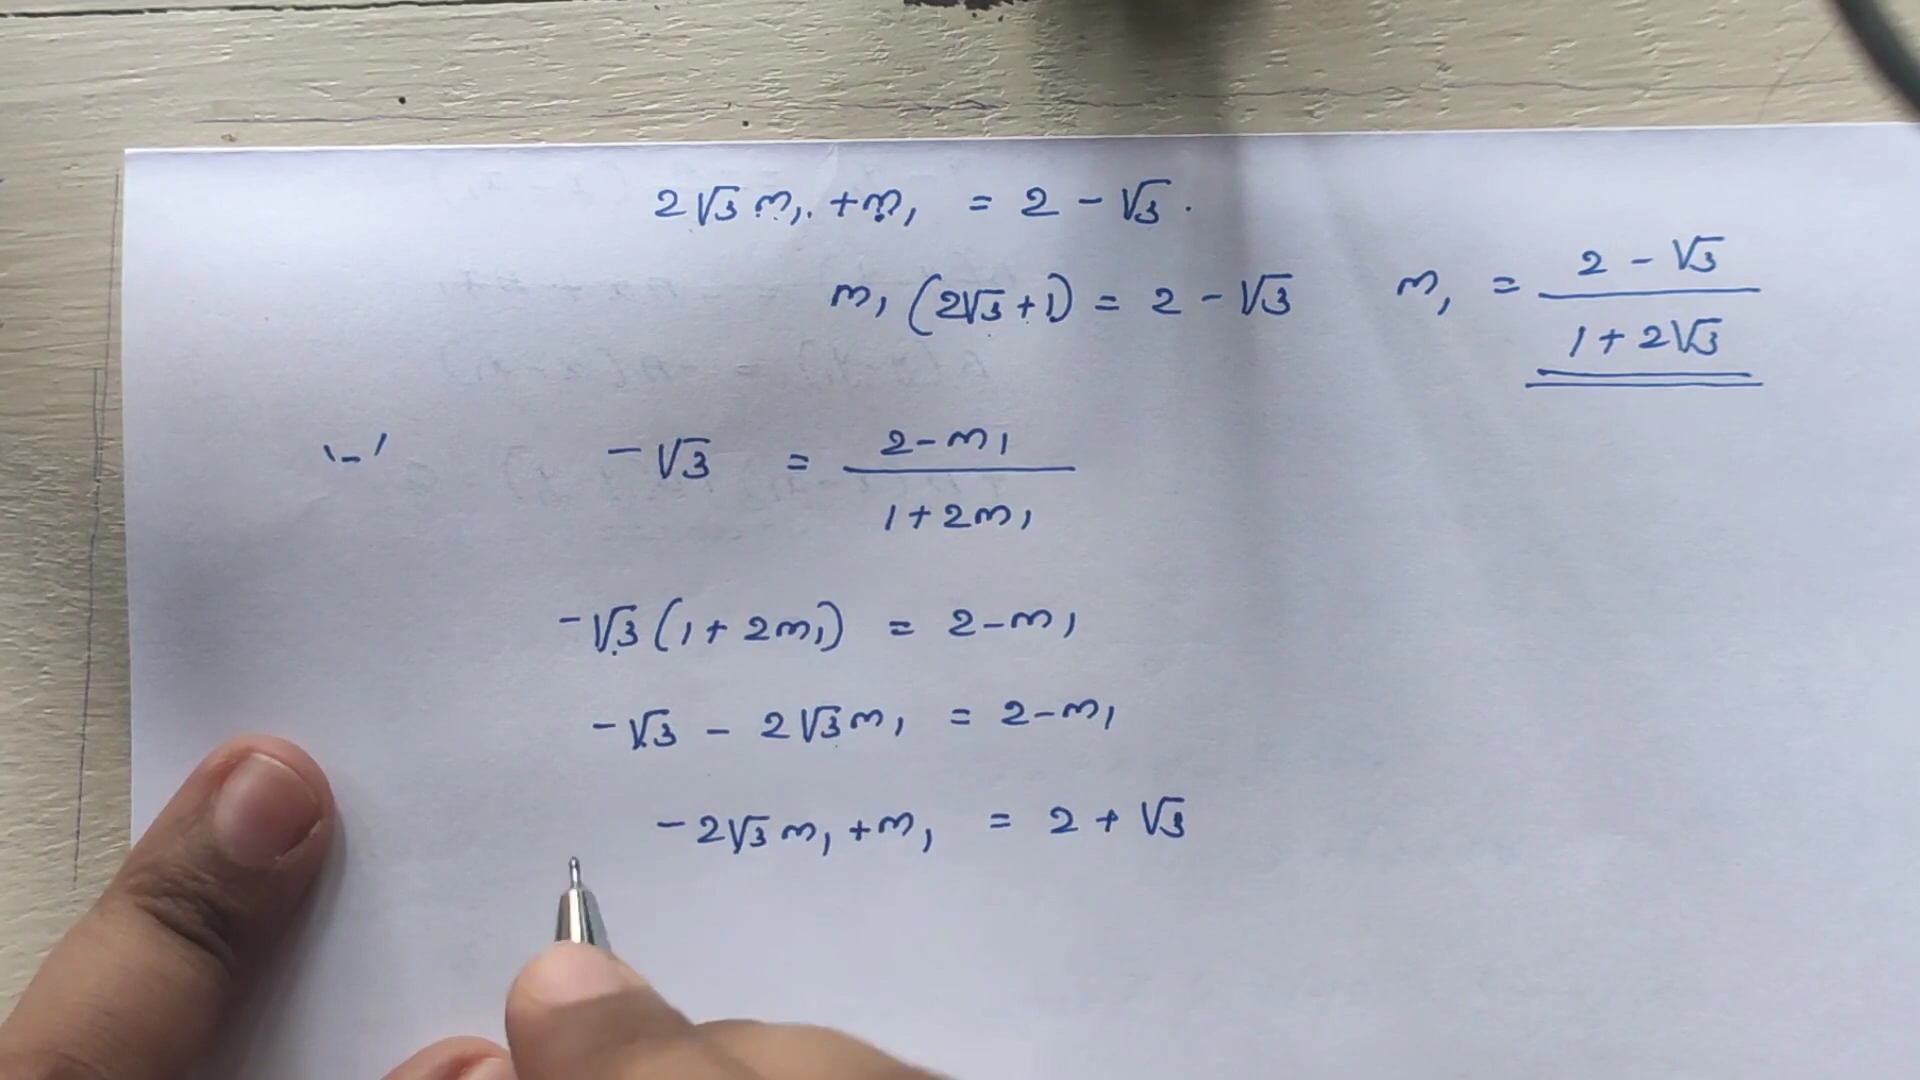 2√3 m₁ + m₁ = 2 - √3.
m₁ (2√3 + 1) = 2 - √3    m₁ = (2 - √3) / (1 + 2√3)
'-'    -√3 = (2 - m₁) / (1 + 2m₁)
-√3 (1 + 2m₁) = 2 - m₁
-√3 - 2√3 m₁ = 2 - m₁
-2√3 m₁ + m₁ = 2 + √3